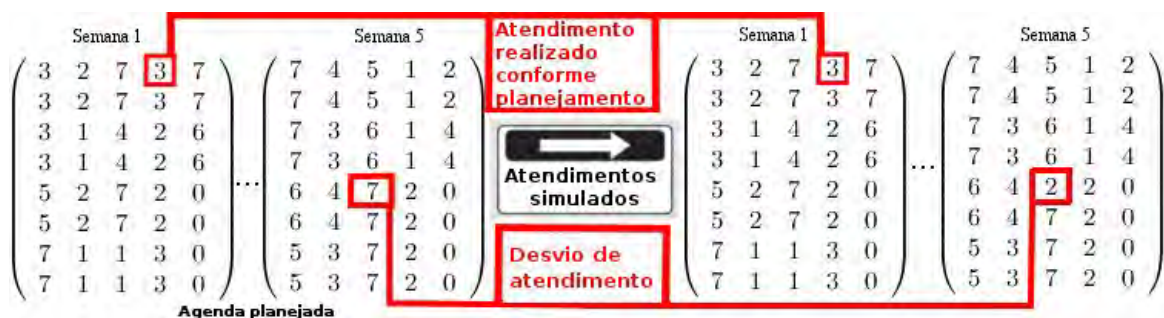 Semana 1 Semana 5 Atendimento realizado conforme planejamento Semana 1 Semana 5
3 2 7 3 7 7 4 5 1 2 3 2 7 3 7 7 4 5 1 2
3 2 7 3 7 7 4 5 1 2 3 2 7 3 7 7 4 5 1 2
3 1 4 2 6 7 3 6 1 4 3 1 4 2 6 7 3 6 1 4
3 1 4 2 6 7 3 6 1 4 3 1 4 2 6 7 3 6 1 4
5 2 7 2 0 ... 6 4 7 2 0 Atendimentos simulados 5 2 7 2 0 ... 6 4 2 2 0
5 2 7 2 0 6 4 7 2 0 5 2 7 2 0 6 4 7 2 0
7 1 1 3 0 5 3 7 2 0 Desvio de atendimento 7 1 1 3 0 5 3 7 2 0
7 1 1 3 0 5 3 7 2 0 7 1 1 3 0 5 3 7 2 0
Agenda planejada